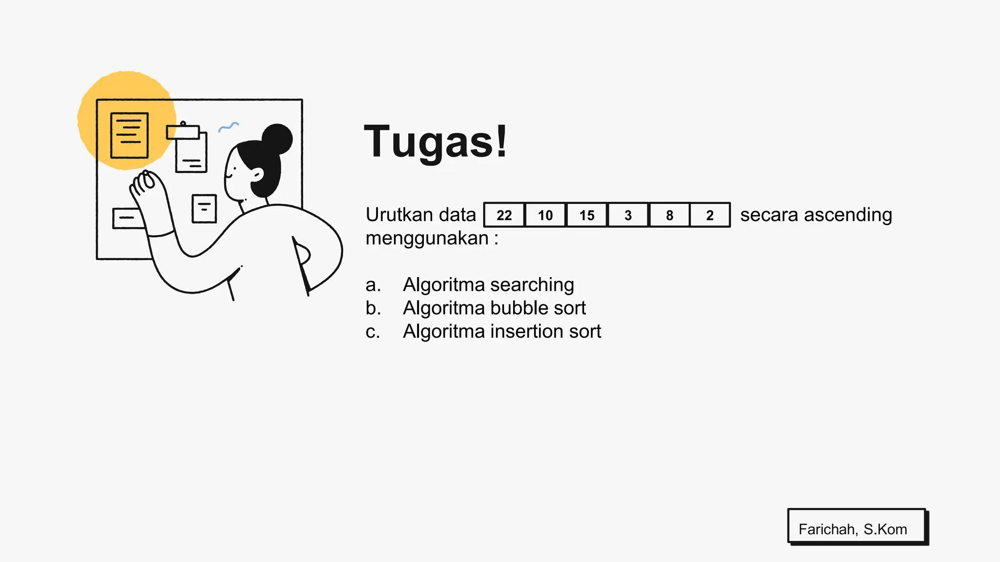 Tugas!
Urutkan data 22 10 15 3 8 2 secara ascending
menggunakan :
a. Algoritma searching
b. Algoritma bubble sort
c. Algoritma insertion sort
Farichah, S.Kom